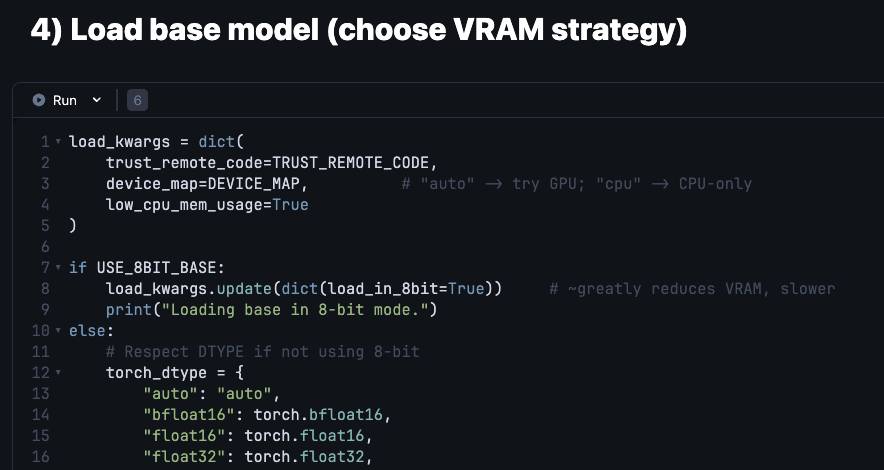 4) Load base model (choose VRAM strategy)
Run 6
1 load_kwargs = dict(
2     trust_remote_code=TRUST_REMOTE_CODE,
3     device_map=DEVICE_MAP,          # "auto" -> try GPU; "cpu" -> CPU-only
4     low_cpu_mem_usage=True
5 )
6
7 if USE_8BIT_BASE:
8     load_kwargs.update(dict(load_in_8bit=True))     # ~greatly reduces VRAM, slower
9     print("Loading base in 8-bit mode.")
10 else:
11     # Respect DTYPE if not using 8-bit
12     torch_dtype = {
13         "auto": "auto",
14         "bfloat16": torch.bfloat16,
15         "float16": torch.float16,
16         "float32": torch.float32,